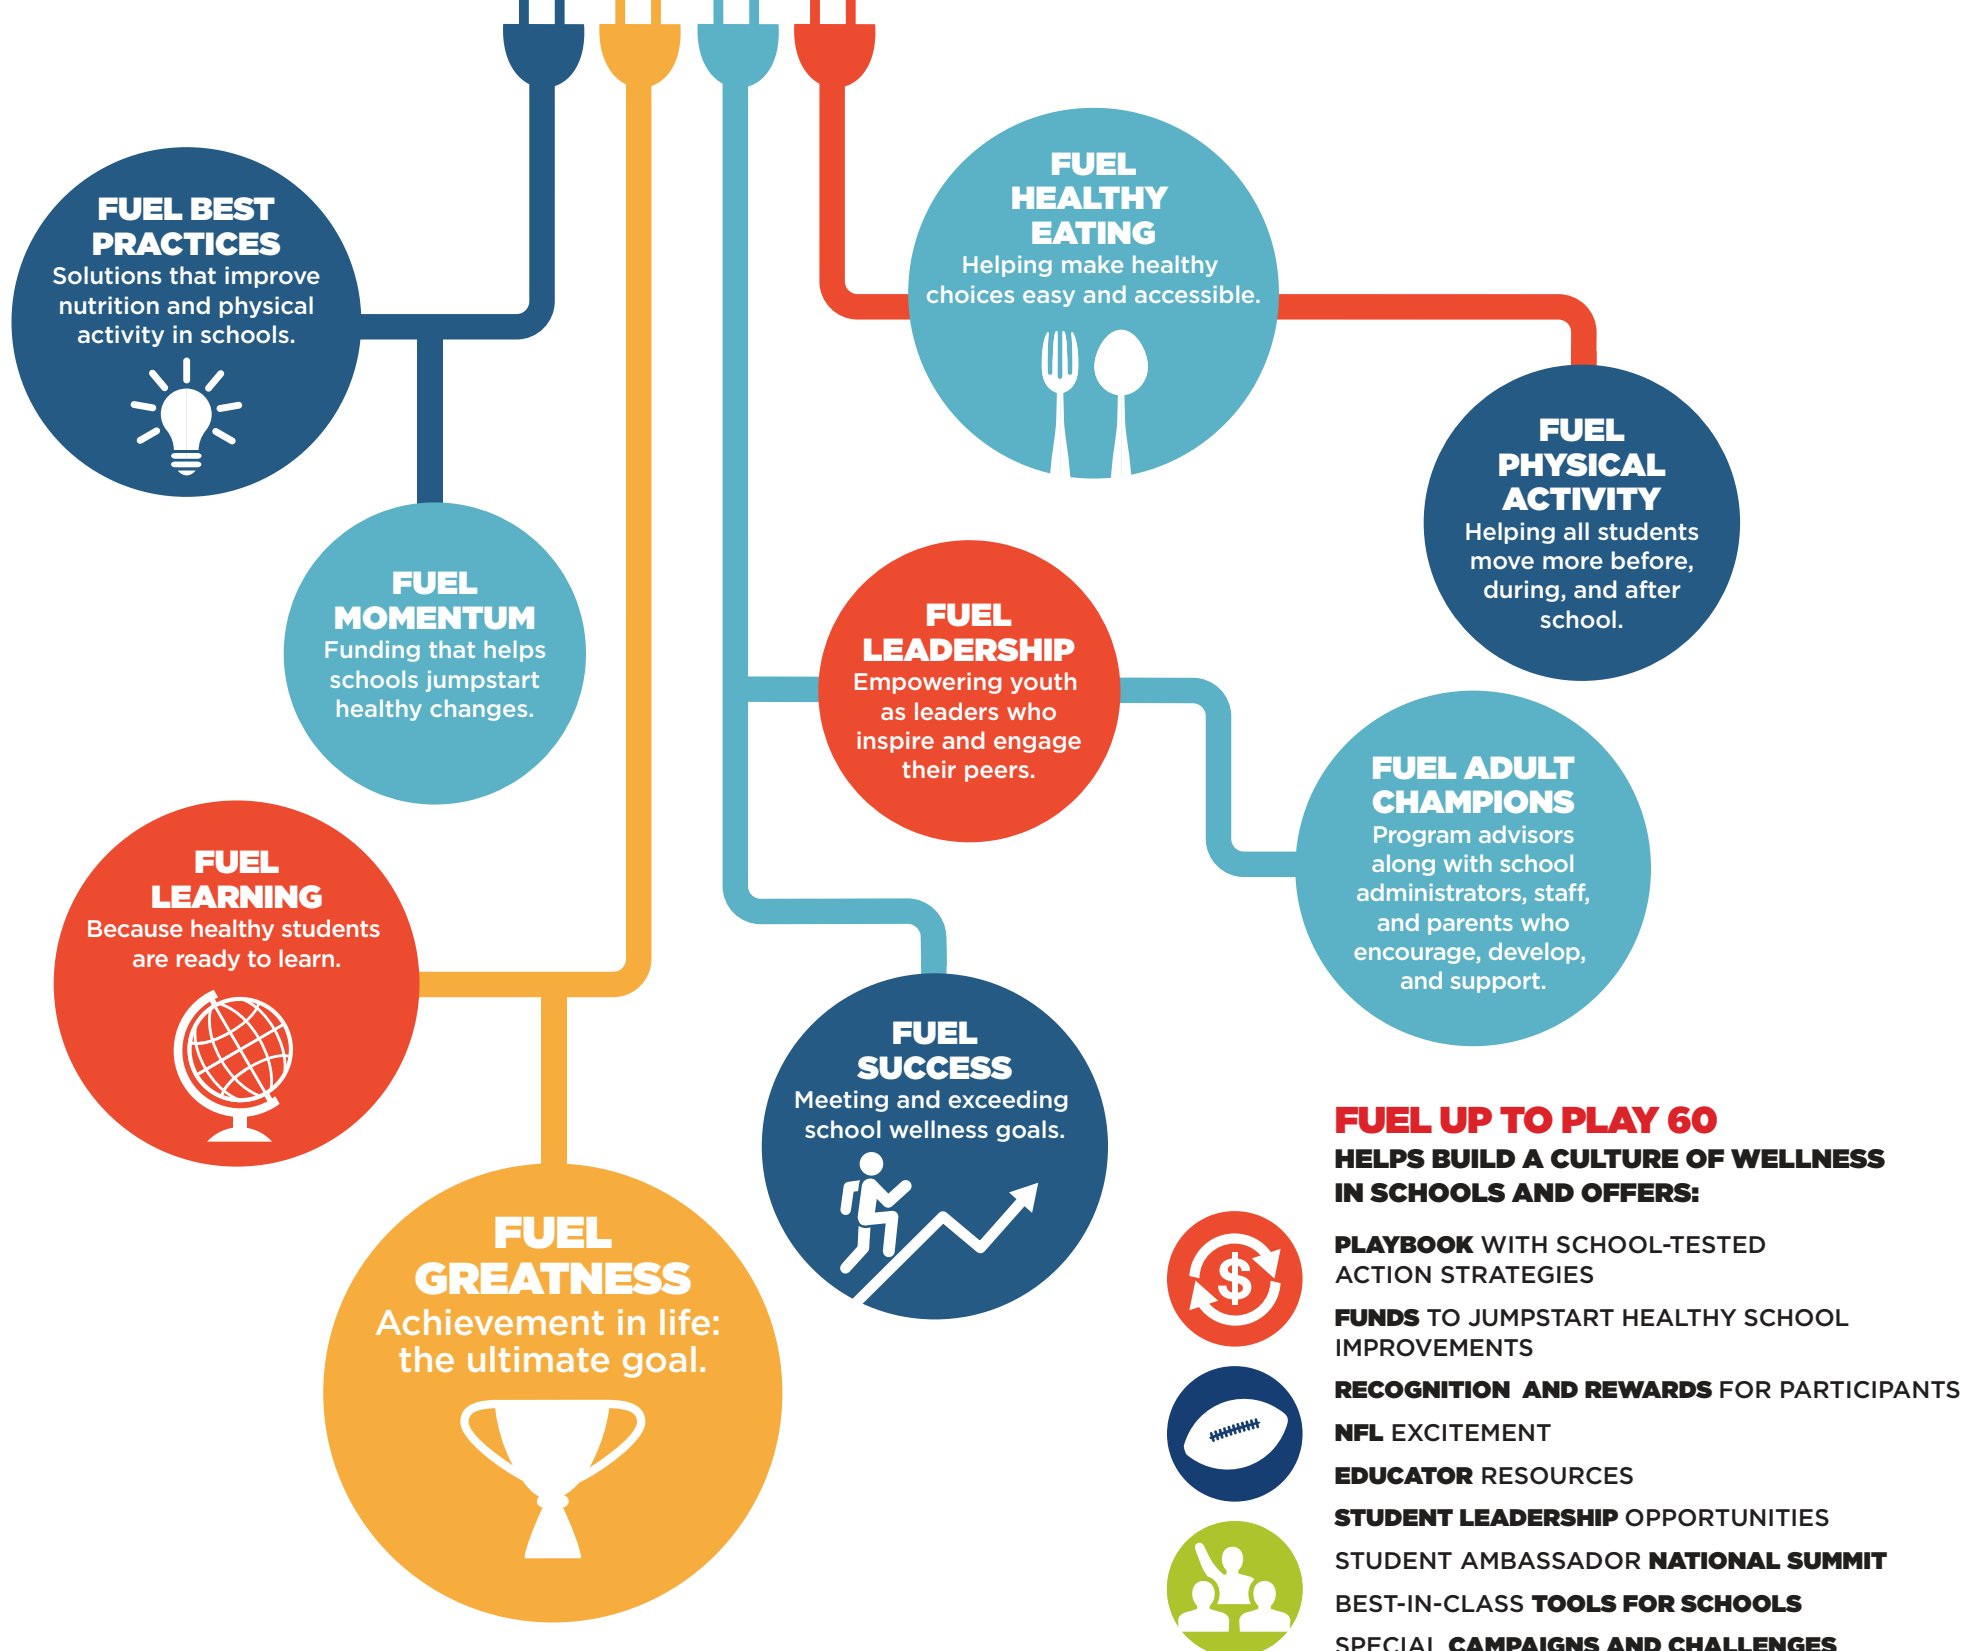 FUEL BEST
PRACTICES
Solutions that improve
nutrition and physical
activity in schools.
FUEL
HEALTHY
EATING
Helping make healthy
choices easy and accessible.
FUEL
PHYSICAL
ACTIVITY
Helping all students
move more before,
during, and after
school.
FUEL
MOMENTUM
Funding that helps
schools jumpstart
healthy changes.
FUEL
LEADERSHIP
Empowering youth
as leaders who
inspire and engage
their peers.
FUEL ADULT
CHAMPIONS
Program advisors
along with school
administrators, staff,
and parents who
encourage, develop,
and support.
FUEL
LEARNING
Because healthy students
are ready to learn.
FUEL
SUCCESS
Meeting and exceeding
school wellness goals.
FUEL
GREATNESS
Achievement in life:
the ultimate goal.
FUEL UP TO PLAY 60
HELPS BUILD A CULTURE OF WELLNESS
IN SCHOOLS AND OFFERS:
$
PLAYBOOK WITH SCHOOL-TESTED
ACTION STRATEGIES
FUNDS TO JUMPSTART HEALTHY SCHOOL
IMPROVEMENTS
RECOGNITION AND REWARDS FOR PARTICIPANTS
NFL EXCITEMENT
EDUCATOR RESOURCES
STUDENT LEADERSHIP OPPORTUNITIES
STUDENT AMBASSADOR NATIONAL SUMMIT
BEST-IN-CLASS TOOLS FOR SCHOOLS
SPECIAL CAMPAIGNS AND CHALLENGES